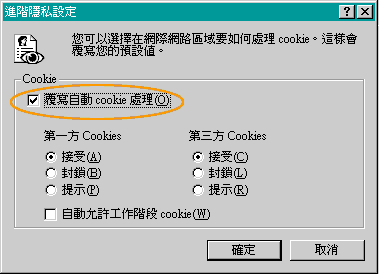 進階隱私設定
您可以選擇在網際網路區域要如何處理 cookie。這樣會
覆寫您的預設值。
Cookie
覆寫自動 cookie 處理(O)
第一方 Cookies
第三方 Cookies
接受(A)
接受(C)
封鎖(B)
封鎖(L)
提示(P)
提示(R)
自動允許工作階段 cookie(W)
確定
取消